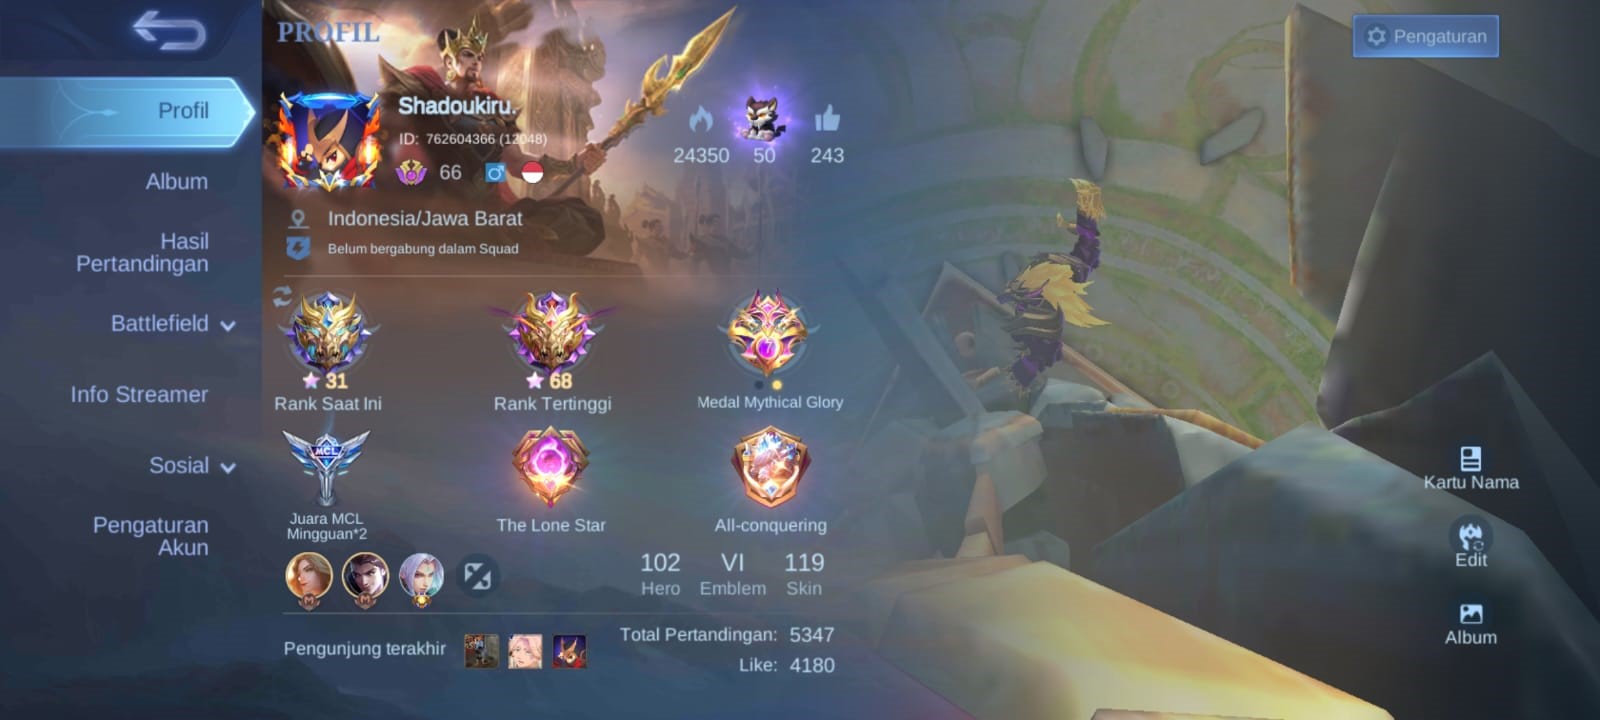 PROFIL
Pengaturan
Profil
Album
Hasil
Pertandingan
Battlefield
Info Streamer
Sosial
Pengaturan
Akun
Shadoukiru.
ID: 762604366 (12048)
66
24350
50
243
Indonesia/Jawa Barat
Belum bergabung dalam Squad
31
Rank Saat Ini
68
Rank Tertinggi
7
Medal Mythical Glory
MCL
Juara MCL
Mingguan*2
The Lone Star
All-conquering
M
M
102
Hero
VI
Emblem
119
Skin
Pengunjung terakhir
Total Pertandingan: 5347
Like: 4180
Kartu Nama
Edit
Album